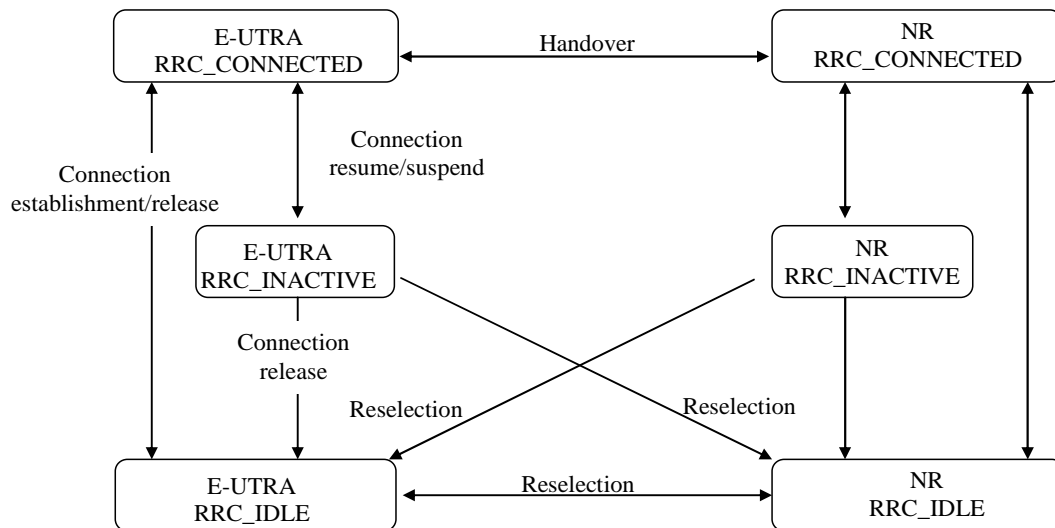 E-UTRA
RRC_CONNECTED
Handover
NR
RRC_CONNECTED
Connection
resume/suspend
Connection
establishment/release
E-UTRA
RRC_INACTIVE
NR
RRC_INACTIVE
Connection
release
Reselection
Reselection
E-UTRA
RRC_IDLE
Reselection
NR
RRC_IDLE